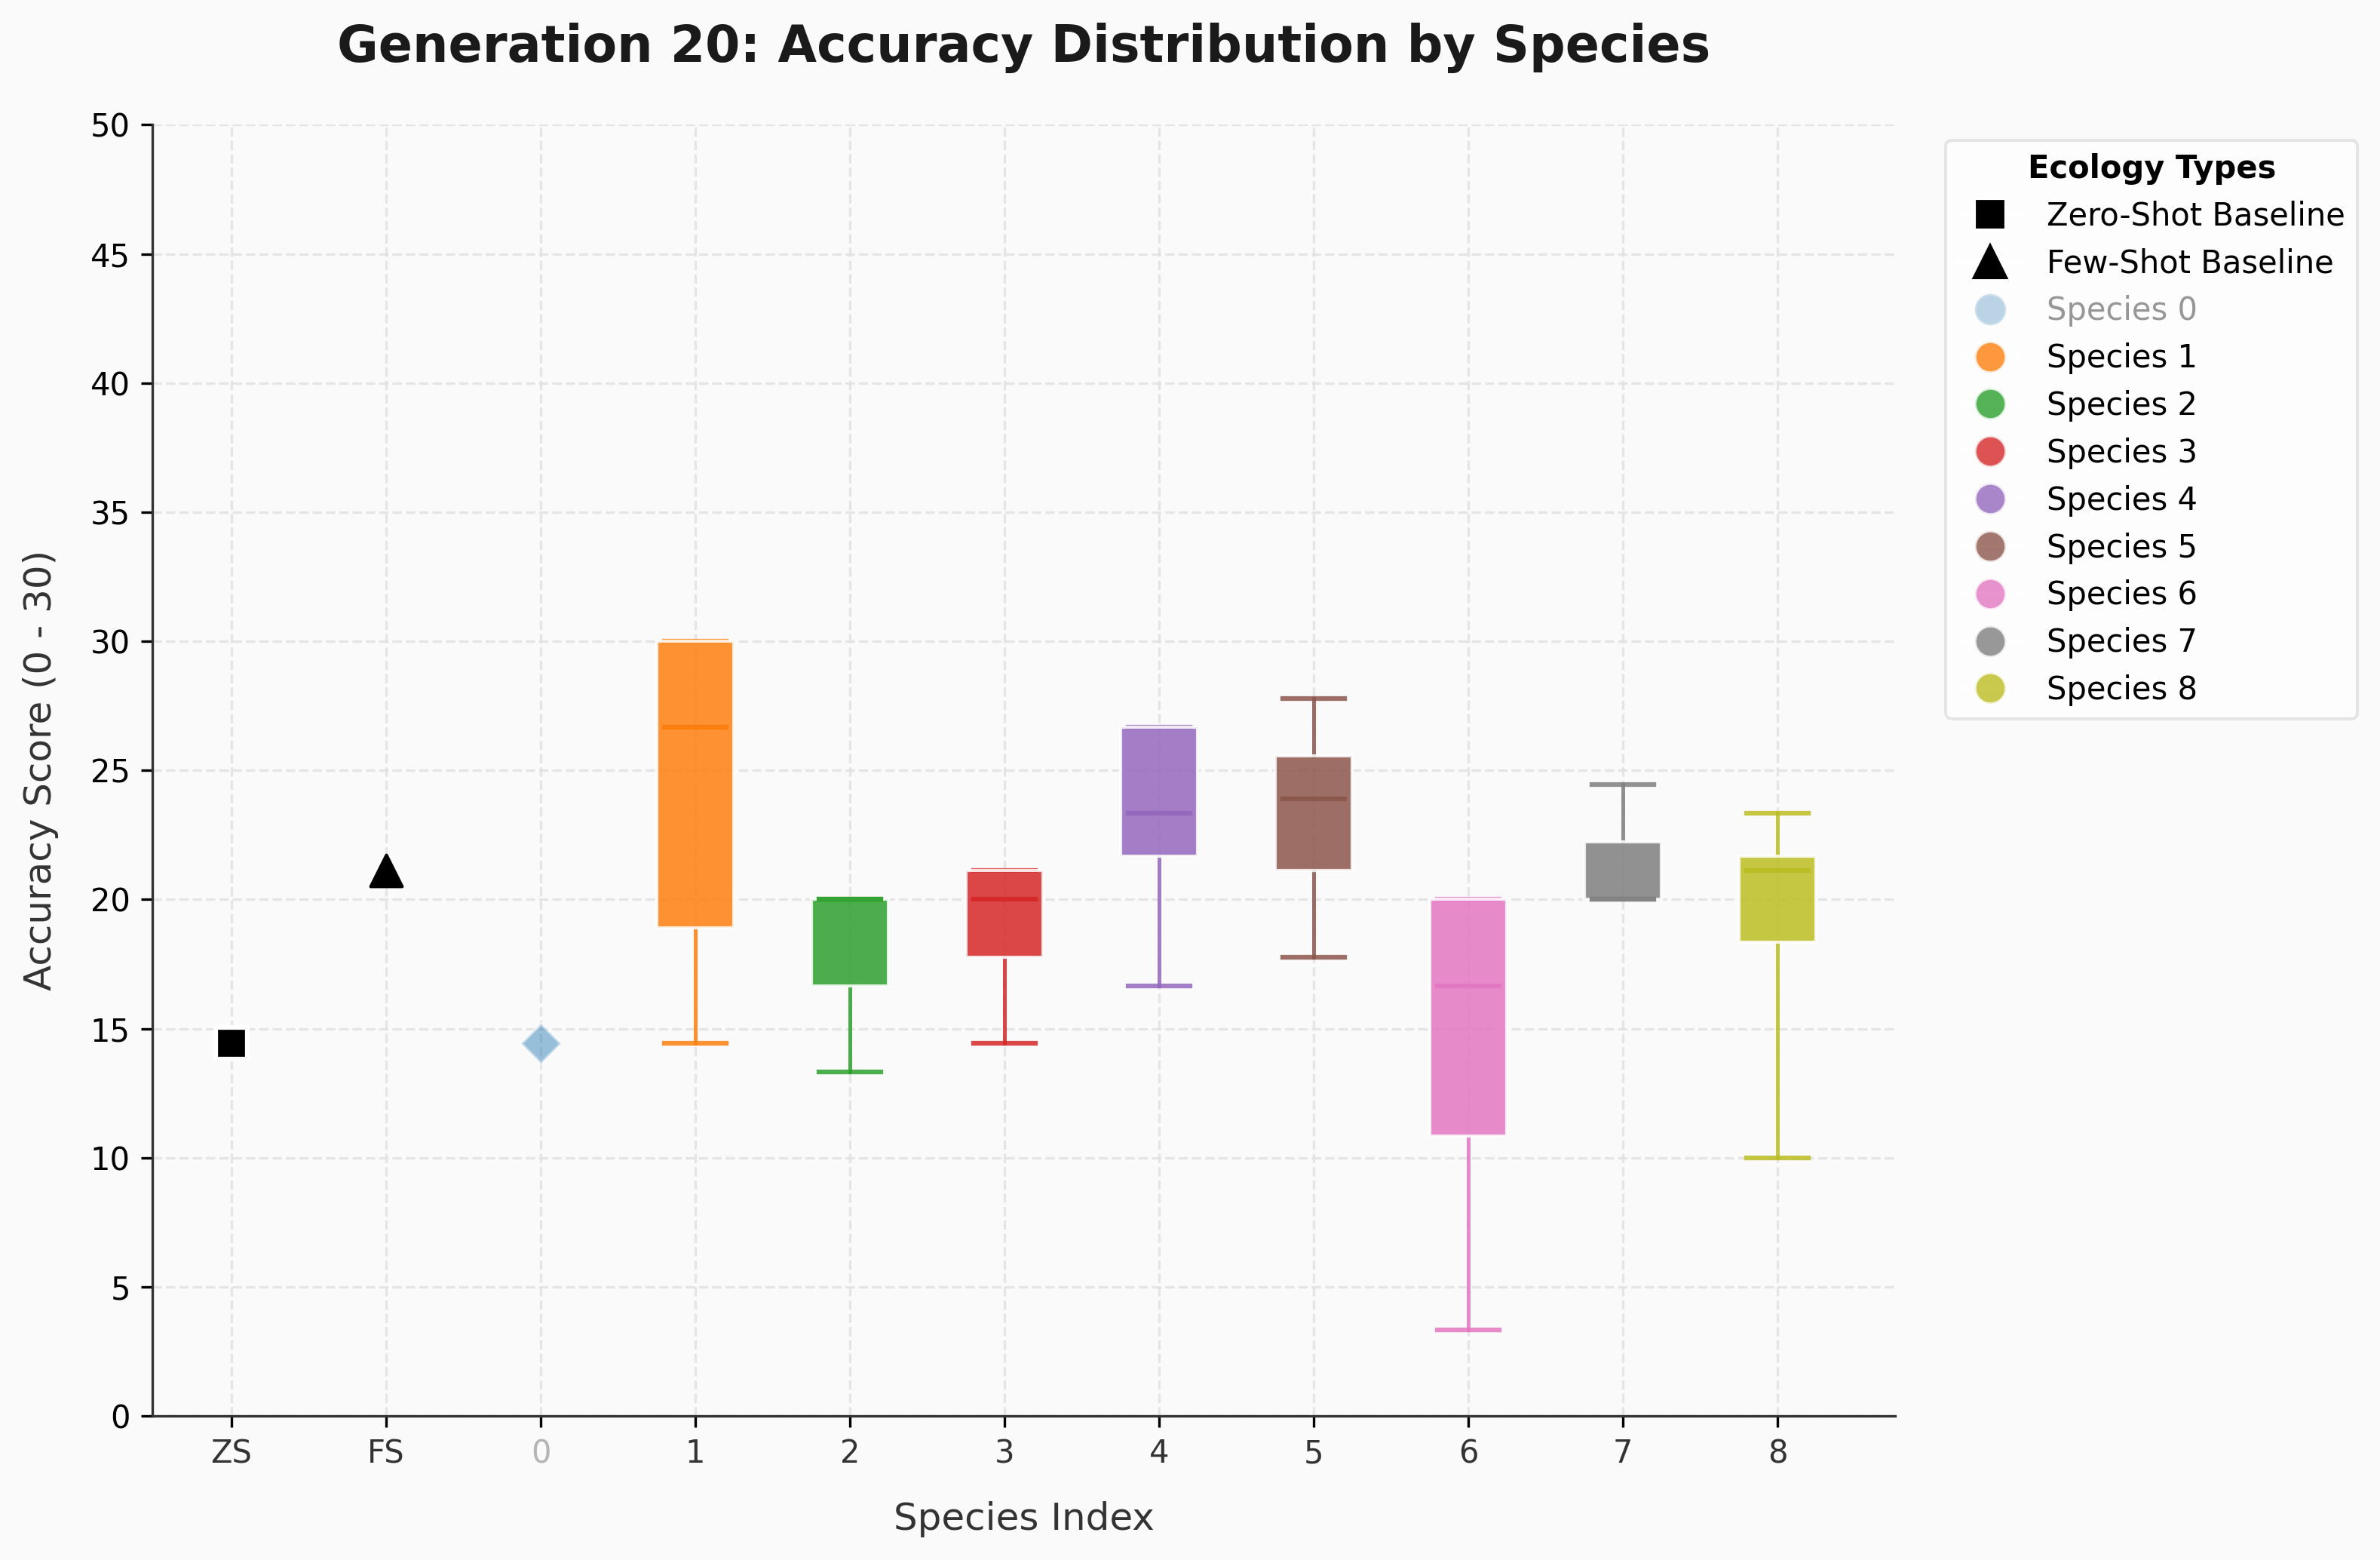 Generation 20: Accuracy Distribution by Species
50
45
40
35
30
25
20
15
10
5
0
Accuracy Score (0 - 30)
ZS FS 0 1 2 3 4 5 6 7 8
Species Index
Ecology Types
Zero-Shot Baseline
Few-Shot Baseline
Species 0
Species 1
Species 2
Species 3
Species 4
Species 5
Species 6
Species 7
Species 8